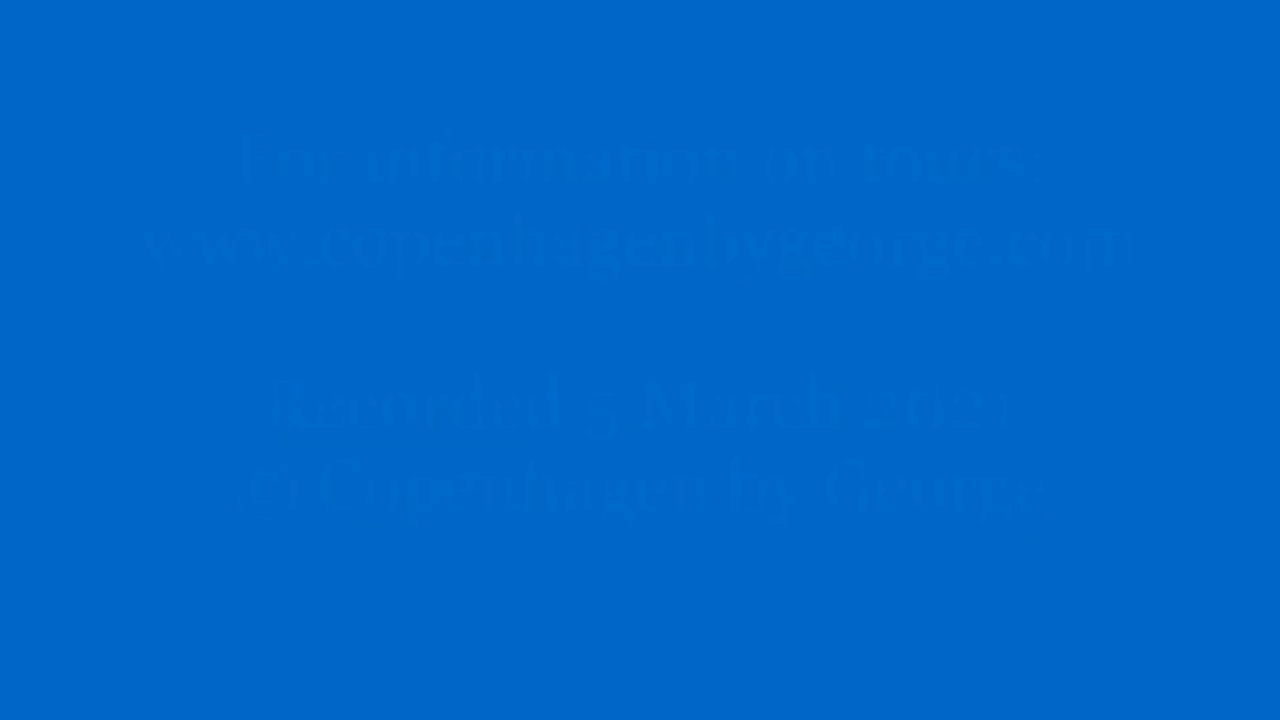 For information on tours:
www.copenhagenbygeorge.com
Recorded 5 March 2021
© Copenhagen by George